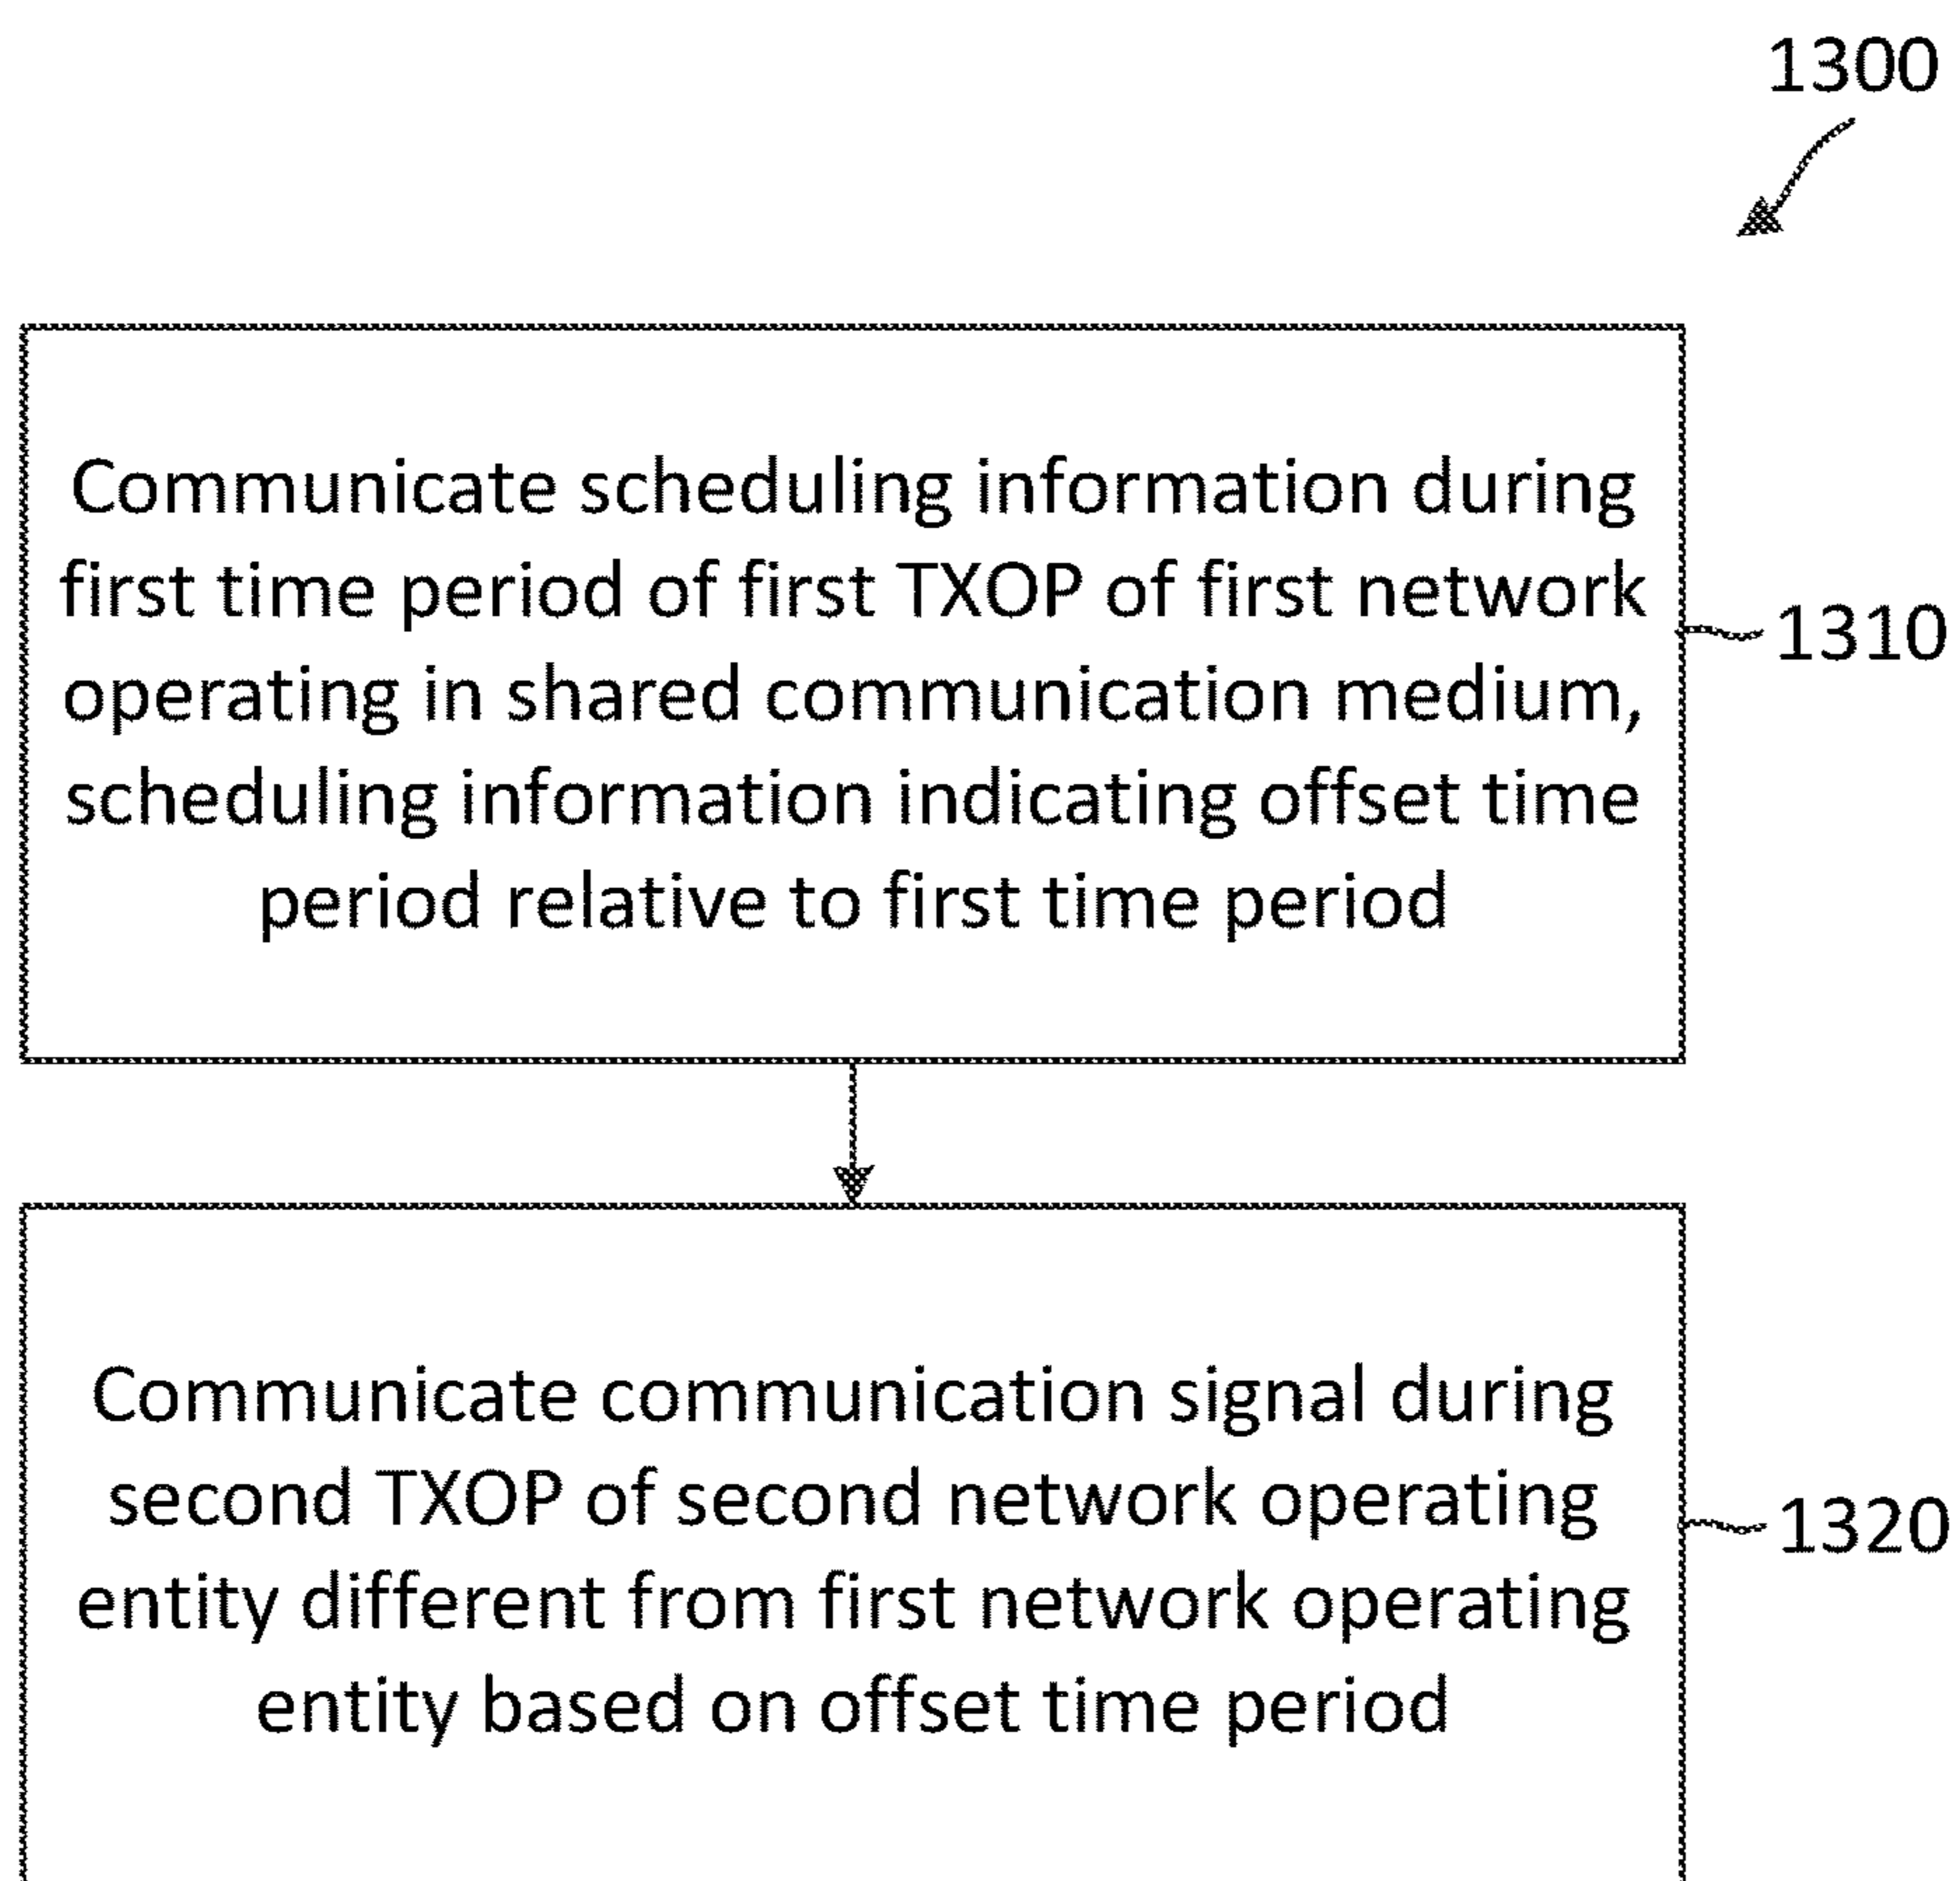 1300
Communicate scheduling information during
first time period of first TXOP of first network
operating in shared communication medium,
scheduling information indicating offset time
period relative to first time period
1310
Communicate communication signal during
second TXOP of second network operating
entity different from first network operating
entity based on offset time period
1320